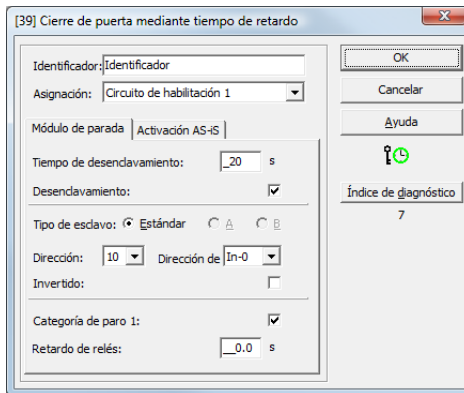 [39] Cierre de puerta mediante tiempo de retardo
Identificador: Identificador
Asignación: Circuito de habilitación 1
Módulo de parada Activación AS-iS
Tiempo de desenclavamiento: _20 s
Desenclavamiento:
Tipo de esclavo: Estándar A B
Dirección: 10 Dirección de In-0
Invertido:
Categoría de paro 1:
Retardo de relés: __0.0 s
OK
Cancelar
Ayuda
Índice de diagnóstico
7